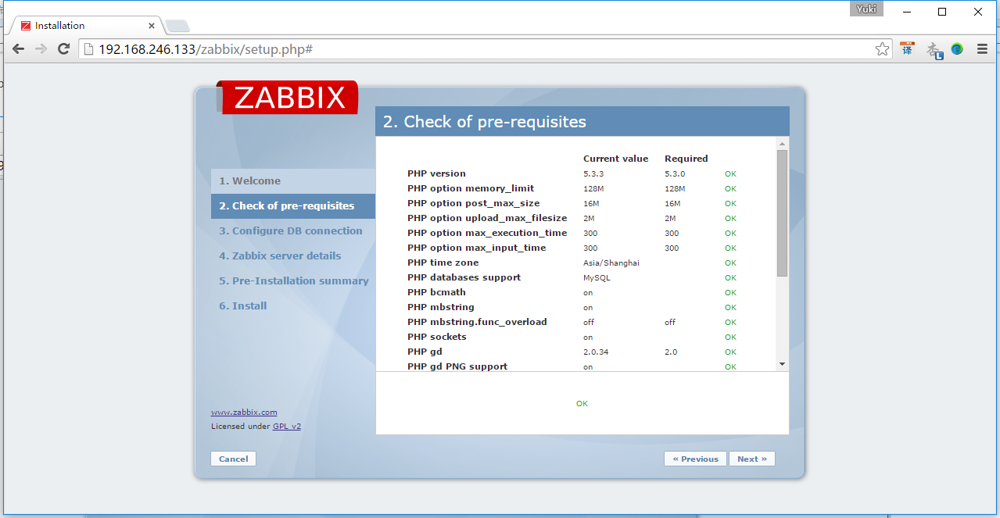 Yuki
Installation
192.168.246.133/zabbix/setup.php#
译
ZABBIX
2. Check of pre-requisites
1. Welcome
2. Check of pre-requisites
3. Configure DB connection
4. Zabbix server details
5. Pre-Installation summary
6. Install
Current value Required
PHP version 5.3.3 5.3.0 OK
PHP option memory_limit 128M 128M OK
PHP option post_max_size 16M 16M OK
PHP option upload_max_filesize 2M 2M OK
PHP option max_execution_time 300 300 OK
PHP option max_input_time 300 300 OK
PHP time zone Asia/Shanghai OK
PHP databases support MySQL OK
PHP bcmath on OK
PHP mbstring on OK
PHP mbstring.func_overload off off OK
PHP sockets on OK
PHP gd 2.0.34 2.0 OK
PHP gd PNG support on OK
OK
www.zabbix.com
Licensed under GPL v2
Cancel
« Previous
Next »